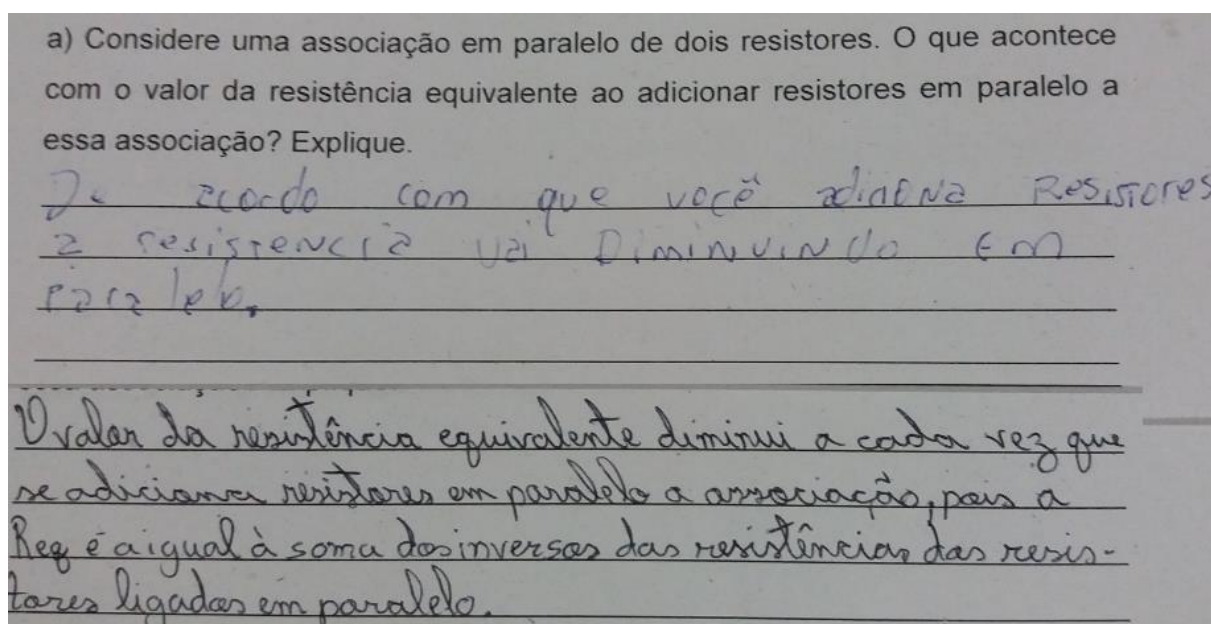 a) Considere uma associação em paralelo de dois resistores. O que acontece
com o valor da resistência equivalente ao adicionar resistores em paralelo a
essa associação? Explique.
De acordo com que você adiciona Resistores
a resistencia vai Diminuindo Em
paralelo.
O valor da resistência equivalente diminui a cada vez que
se adiciona resistores em paralelo a associação, pois a
Req é a igual à soma dos inversos das resistências dos resis-
tores ligados em paralelo.